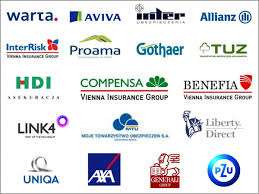 warta.
AVIVA
inter
UBEZPIECZENIA
Allianz
InterRisk
VIENNA INSURANCE GROUP
Proama
Gothaer
TUZ
HDI
ASEKURACJA
COMPENSA
VIENNA INSURANCE GROUP
BENEFIA
VIENNA INSURANCE GROUP
LINK4
MTU
MOJE TOWARZYSTWO UBEZPIECZEŃ S.A.
Liberty
Direct
UNIQA
AXA
GENERALI
GROUP
PZU